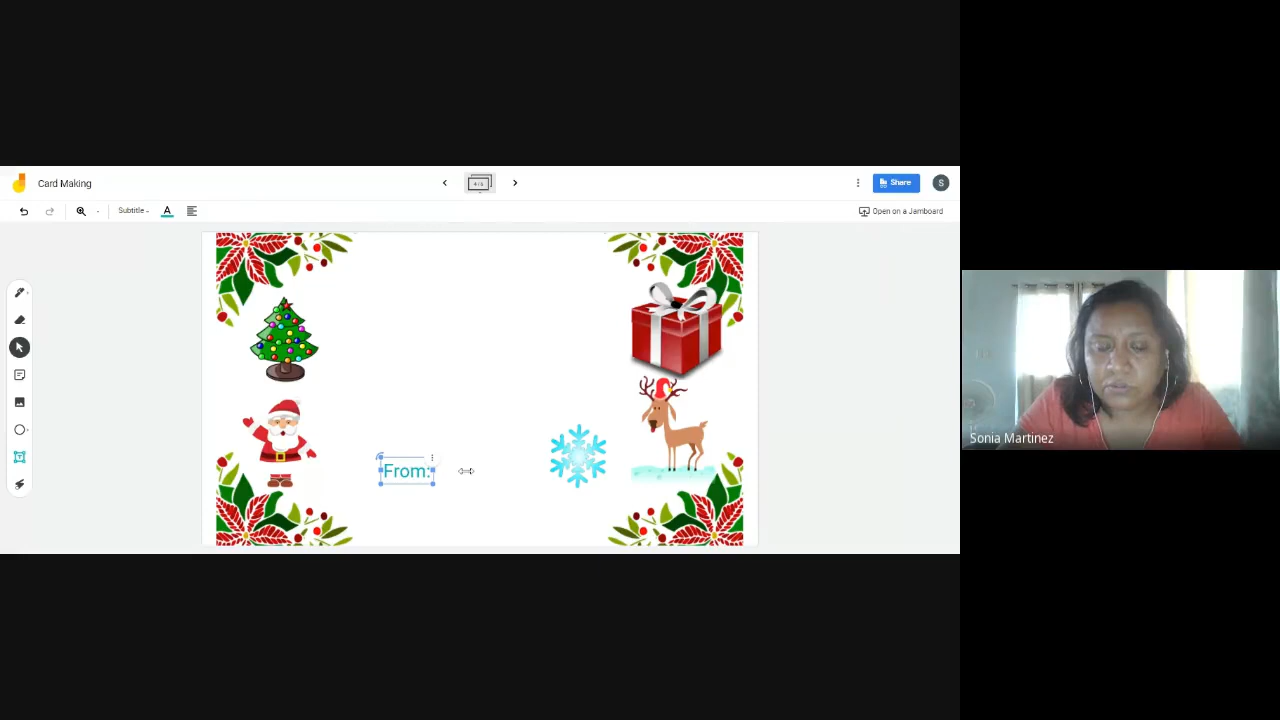 Card Making
Share
S
Subtitle
A
Open on a Jamboard
From:
Sonia Martinez